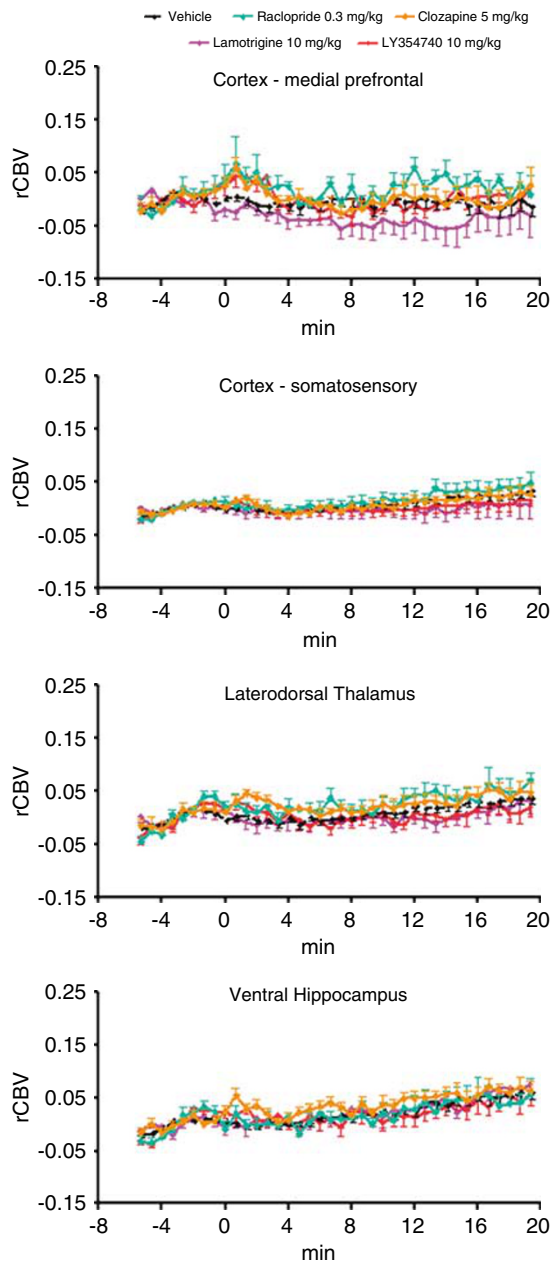 Vehicle Raclopride 0.3 mg/kg Clozapine 5 mg/kg
Lamotrigine 10 mg/kg LY354740 10 mg/kg
Cortex - medial prefrontal
rCBV
0.25
0.15
0.05
-0.05
-0.15
-8 -4 0 4 8 12 16 20
min
Cortex - somatosensory
rCBV
0.25
0.15
0.05
-0.05
-0.15
-8 -4 0 4 8 12 16 20
min
Laterodorsal Thalamus
rCBV
0.25
0.15
0.05
-0.05
-0.15
-8 -4 0 4 8 12 16 20
min
Ventral Hippocampus
rCBV
0.25
0.15
0.05
-0.05
-0.15
-8 -4 0 4 8 12 16 20
min